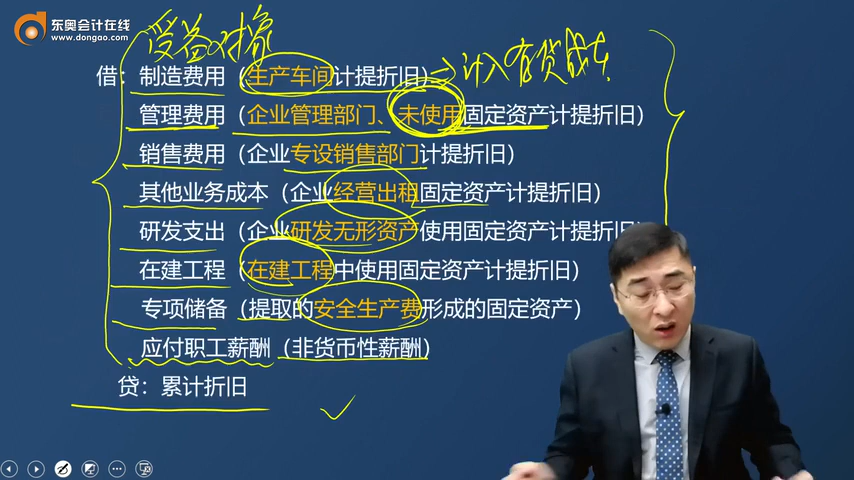 东奥会计在线
www.dongao.com
受益对象
借：制造费用（生产车间计提折旧）→计入存货成本
管理费用（企业管理部门、未使用固定资产计提折旧）
销售费用（企业专设销售部门计提折旧）
其他业务成本（企业经营出租固定资产计提折旧）
研发支出（企业研发无形资产使用固定资产计提折旧）
在建工程（在建工程中使用固定资产计提折旧）
专项储备（提取的安全生产费形成的固定资产）
应付职工薪酬（非货币性薪酬）
贷：累计折旧